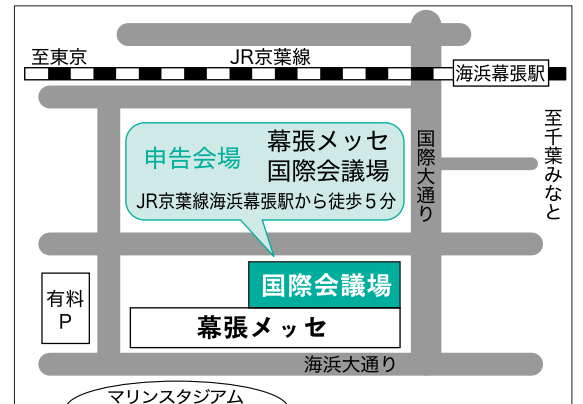 至東京
JR京葉線
海浜幕張駅
至千葉みなと
国際大通り
申告会場
幕張メッセ
国際会議場
JR京葉線海浜幕張駅から徒歩5分
国際会議場
幕張メッセ
有料
P
海浜大通り
マリンスタジアム